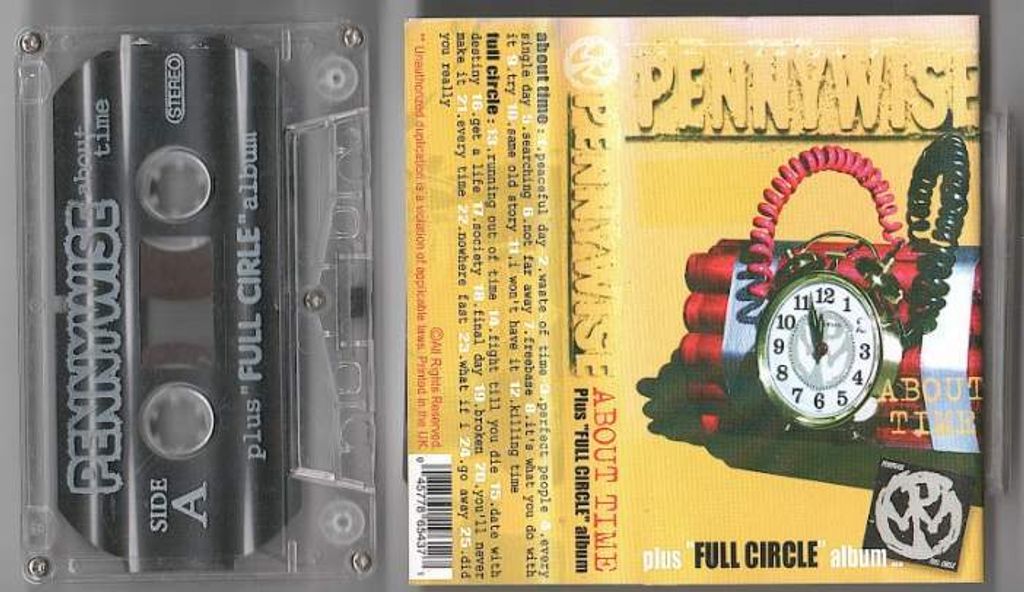 PENNYWISE
about
time
STEREO
plus "FULL CIRLE" album
SIDE
A
about time : 1.peaceful day 2.waste of time 3.perfect people 4.every
single day 5.searching 6.not far away 7.freebase 8.it's what you do with
it 9.try 10.same old story 11.i won't have it 12.killing time
full circle : 13.running out of time 14.fight till you die 15.date with
destiny 16.get a life 17.society 18.final day 19.broken 20.you'll never
make it 21.every time 22.nowhere fast 23.what if i 24.go away 25.did
you really
©All Rights Reserved
** Unauthorized duplication is a violation of applicable laws. Printed in the UK
0 45778 65437 1
PENNYWISE
ABOUT TIME
Plus "FULL CIRCLE" album
PENNYWISE
12
1
2
3
4
5
6
7
8
9
10
11
ABOUT
TIME
plus "FULL CIRCLE" album...